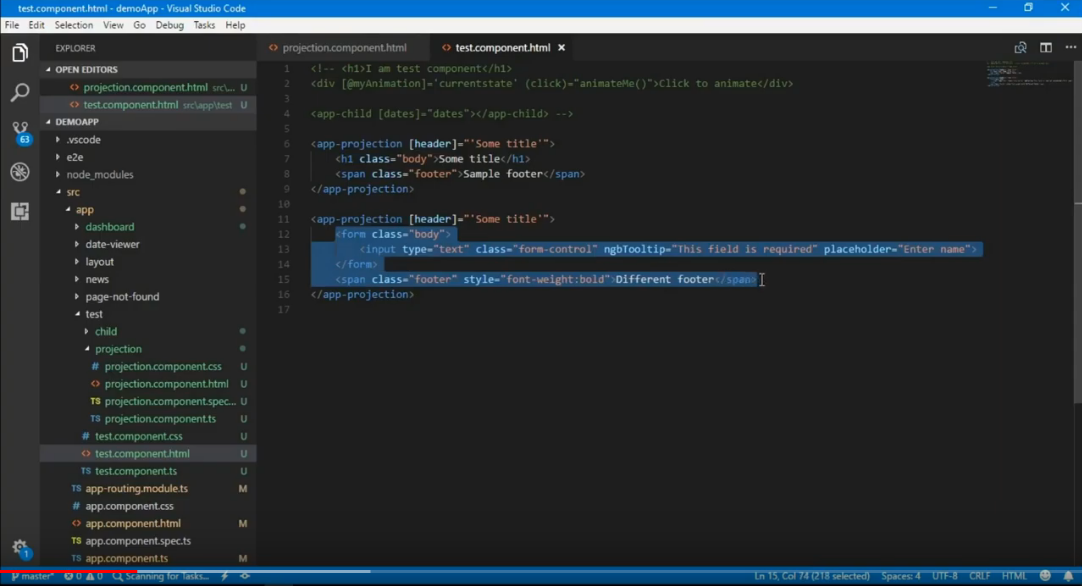 test.component.html - demoApp - Visual Studio Code
File Edit Selection View Go Debug Tasks Help
EXPLORER
OPEN EDITORS
projection.component.html src\... U
test.component.html src\app\test U
DEMOAPP
.vscode
e2e
node_modules
src
app
dashboard
date-viewer
layout
news
page-not-found
test
child
projection
# projection.component.css U
<> projection.component.html U
TS projection.component.spec... U
TS projection.component.ts U
# test.component.css U
<> test.component.html U
TS test.component.ts U
TS app-routing.module.ts M
# app.component.css
<> app.component.html M
TS app.component.spec.ts
TS app.component.ts M
63
1
<> projection.component.html
<> test.component.html ×
1 <!-- <h1>I am test component</h1>
2 <div [@myAnimation]='currentstate' (click)="animateMe()">Click to animate</div>
3
4 <app-child [dates]="dates"></app-child> -->
5
6 <app-projection [header]="'Some title'">
7 <h1 class="body">Some title</h1>
8 <span class="footer">Sample footer</span>
9 </app-projection>
10
11 <app-projection [header]="'Some title'">
12 <form class="body">
13 <input type="text" class="form-control" ngbTooltip="This field is required" placeholder="Enter name">
14 </form>
15 <span class="footer" style="font-weight:bold">Different footer</span>
16 </app-projection>
17
master* 0 0 Scanning for Tasks... Ln 15, Col 74 (218 selected) Spaces: 4 UTF-8 CRLF HTML